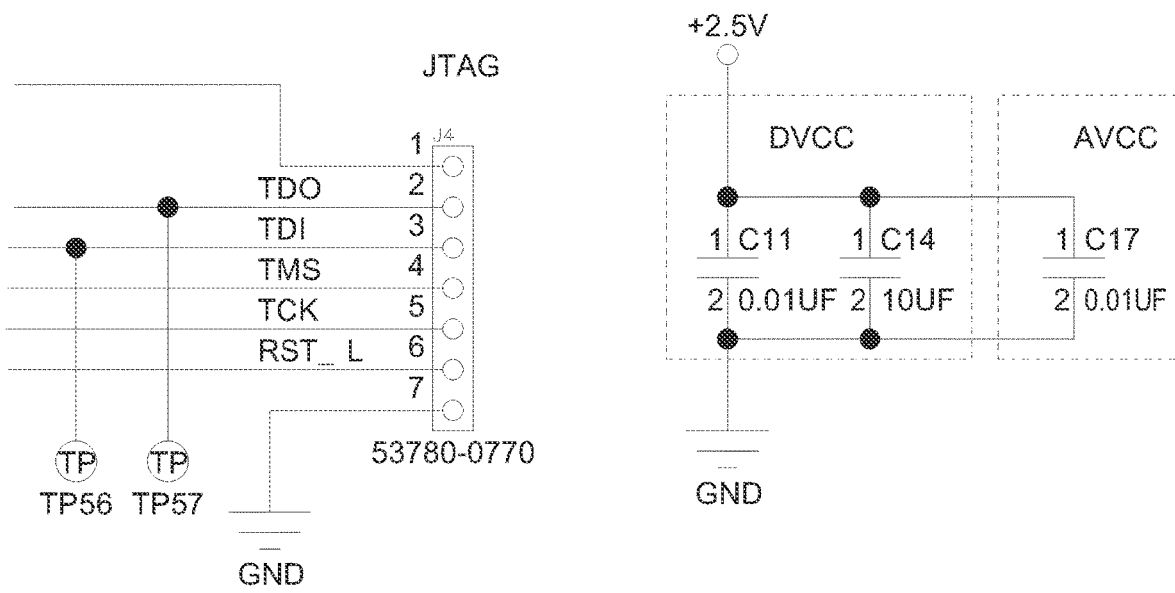 JTAG
J4
1
2
3
4
5
6
7
TDO
TDI
TMS
TCK
RST_ L
53780-0770
TP
TP
TP56
TP57
GND
+2.5V
DVCC
AVCC
1 C11
2 0.01UF
1 C14
2 10UF
1 C17
2 0.01UF
GND